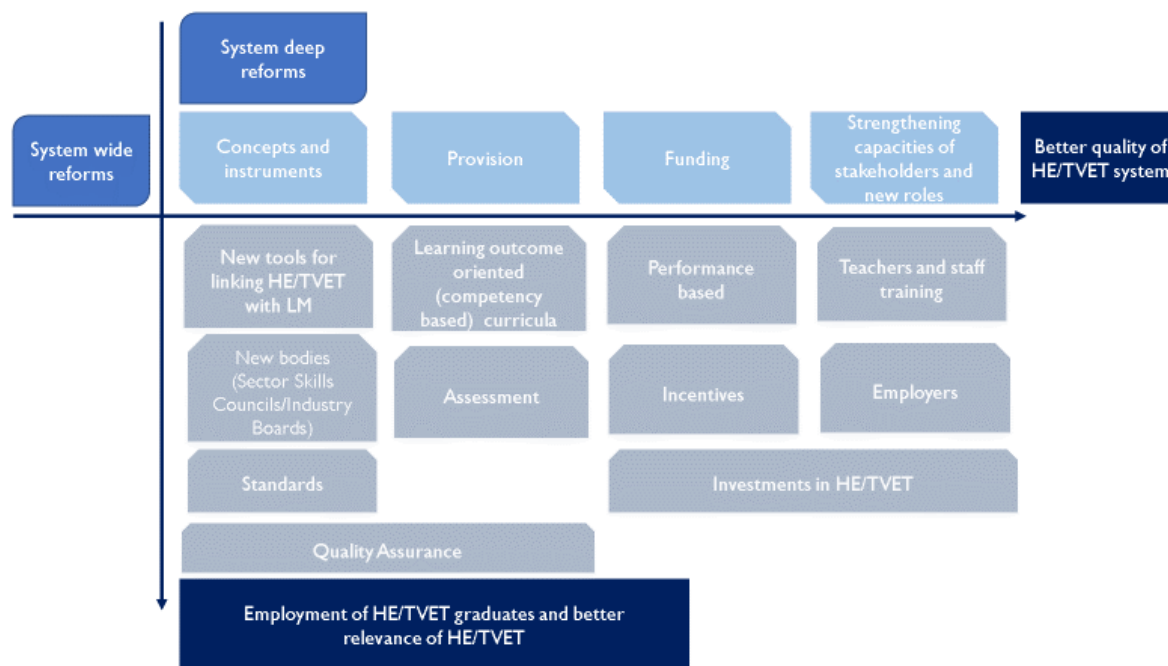 System deep
reforms
System wide
reforms
Concepts and
instruments
Provision
Funding
Strengthening
capacities of
stakeholders and
new roles
Better quality of
HE/TVET system
New tools for
linking HE/TVET
with LM
Learning outcome
oriented
(competency
based) curricula
Performance
based
Teachers and staff
training
New bodies
(Sector Skills
Councils/Industry
Boards)
Assessment
Incentives
Employers
Standards
Investments in HE/TVET
Quality Assurance
Employment of HE/TVET graduates and better
relevance of HE/TVET